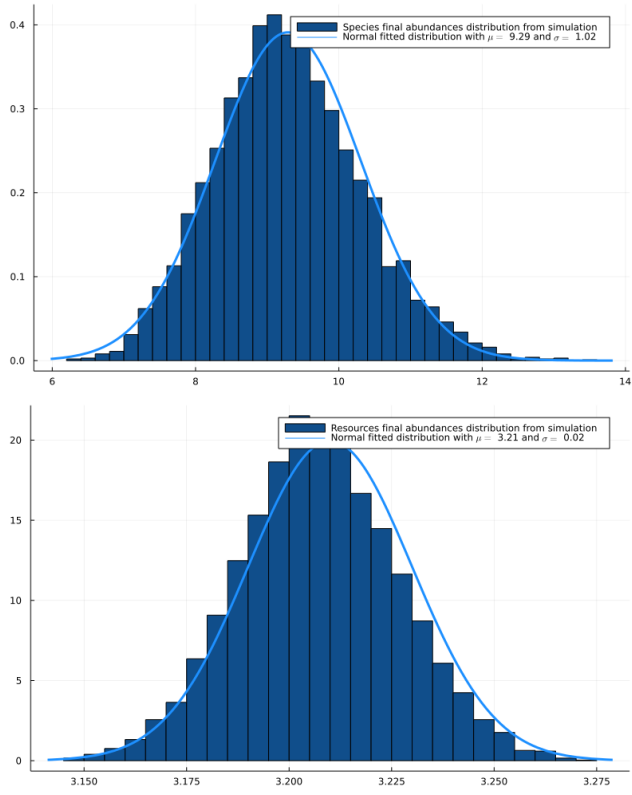 0.4
Species final abundances distribution from simulation
Normal fitted distribution with μ = 9.29 and σ = 1.02
0.3
0.2
0.1
0.0
6 8 10 12 14
20
Resources final abundances distribution from simulation
Normal fitted distribution with μ = 3.21 and σ = 0.02
15
10
5
0
3.150 3.175 3.200 3.225 3.250 3.275